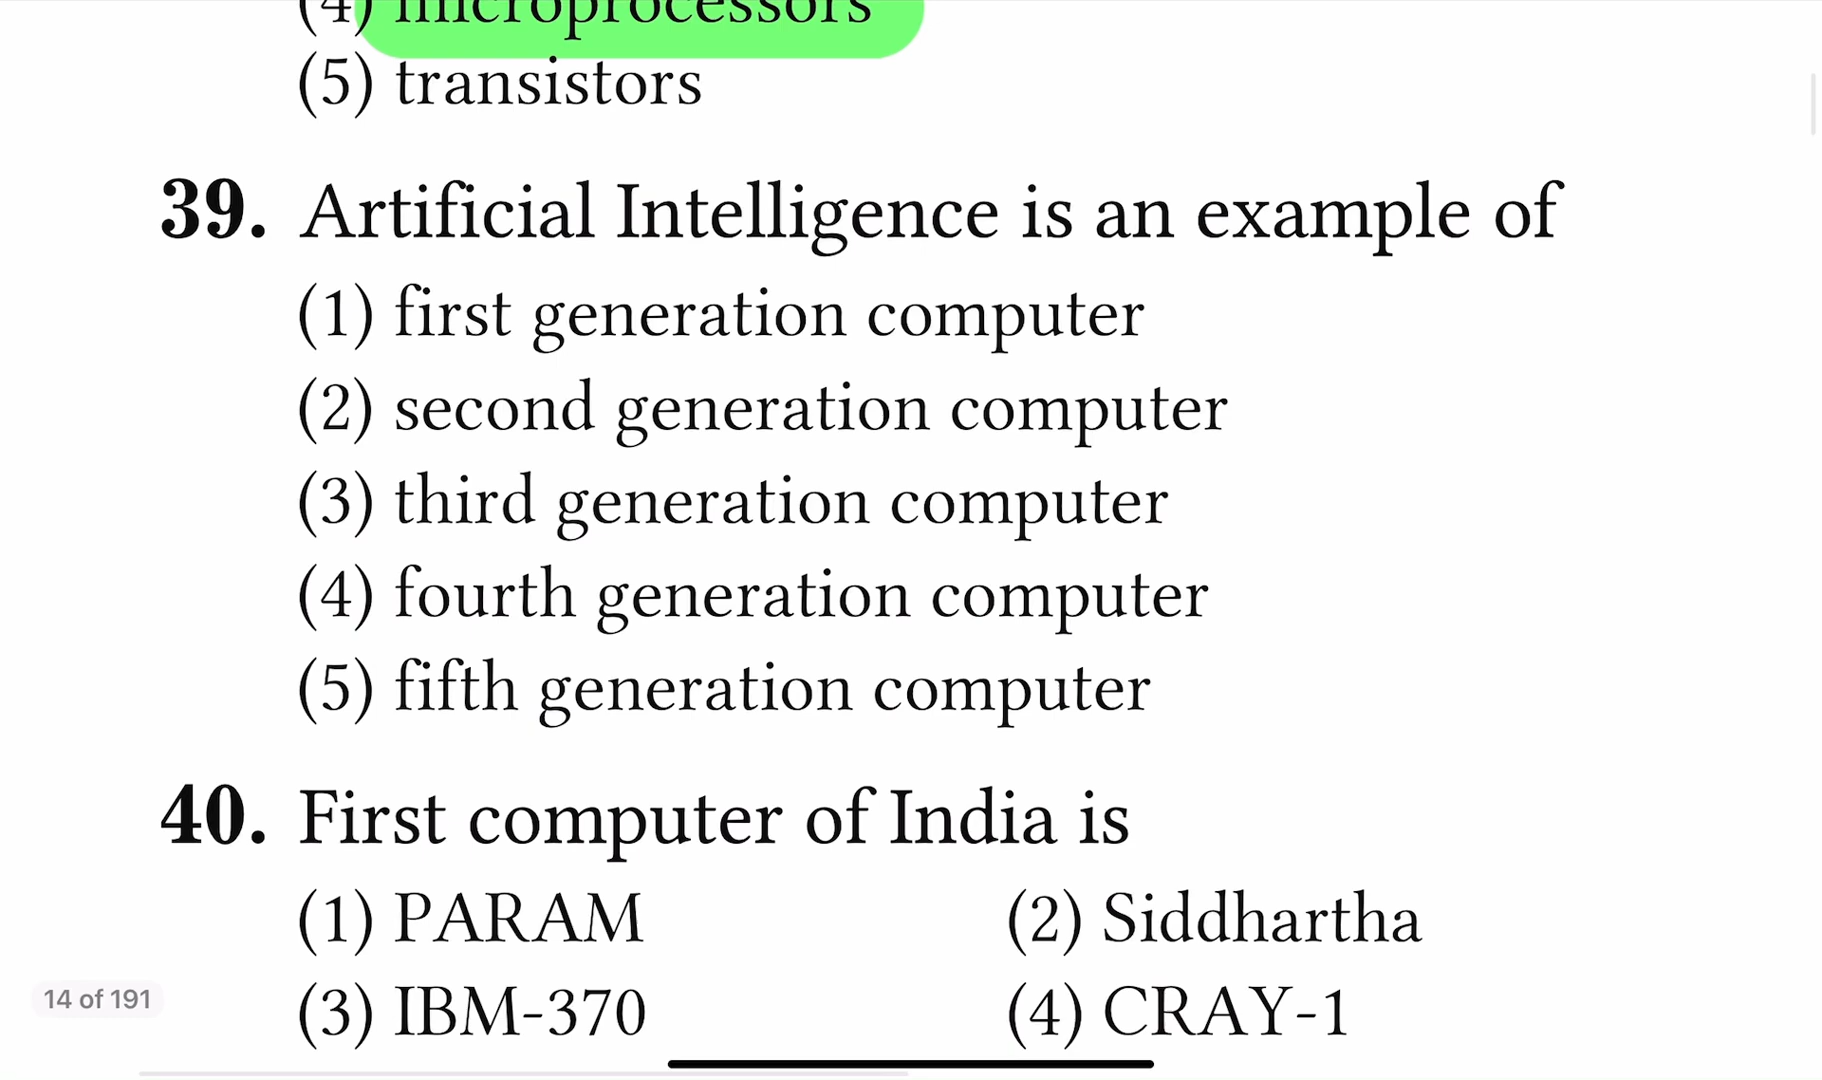 (4) microprocessors
(5) transistors
39. Artificial Intelligence is an example of
(1) first generation computer
(2) second generation computer
(3) third generation computer
(4) fourth generation computer
(5) fifth generation computer
40. First computer of India is
(1) PARAM (2) Siddhartha
(3) IBM-370 (4) CRAY-1
14 of 191